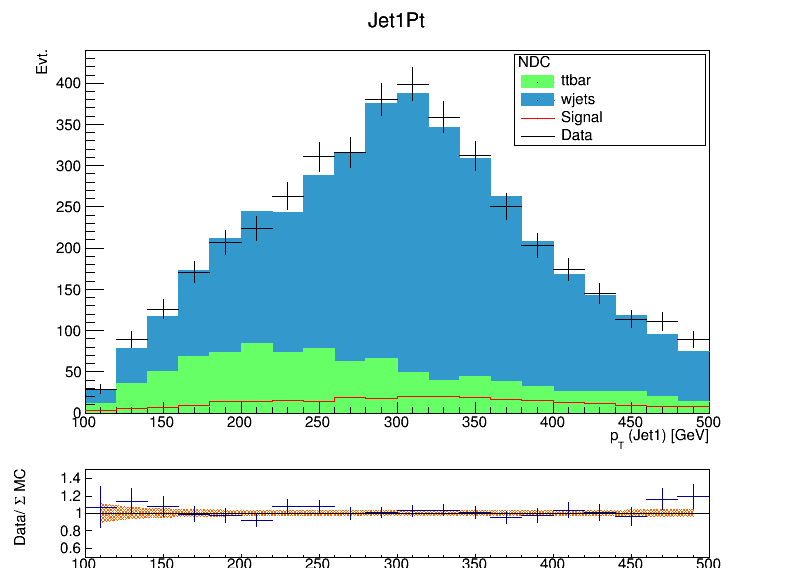 Jet1Pt
Evt.
NDC
ttbar
wjets
Signal
Data
400
350
300
250
200
150
100
50
0
100 150 200 250 300 350 400 450 500
p_T (Jet1) [GeV]
Data/ Σ MC
1.4
1.2
1
0.8
0.6
100 150 200 250 300 350 400 450 500